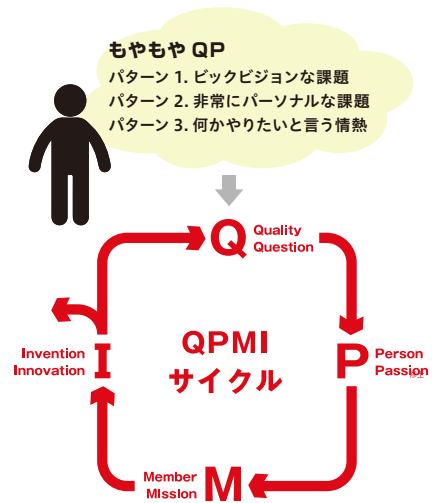 もやもや QP
パターン 1. ビックビジョンな課題
パターン 2. 非常にパーソナルな課題
パターン 3. 何かやりたいと言う情熱
Q Quality
Question
QPMI
サイクル
Invention
Innovation I
P Person
Passion
Member
Mission M